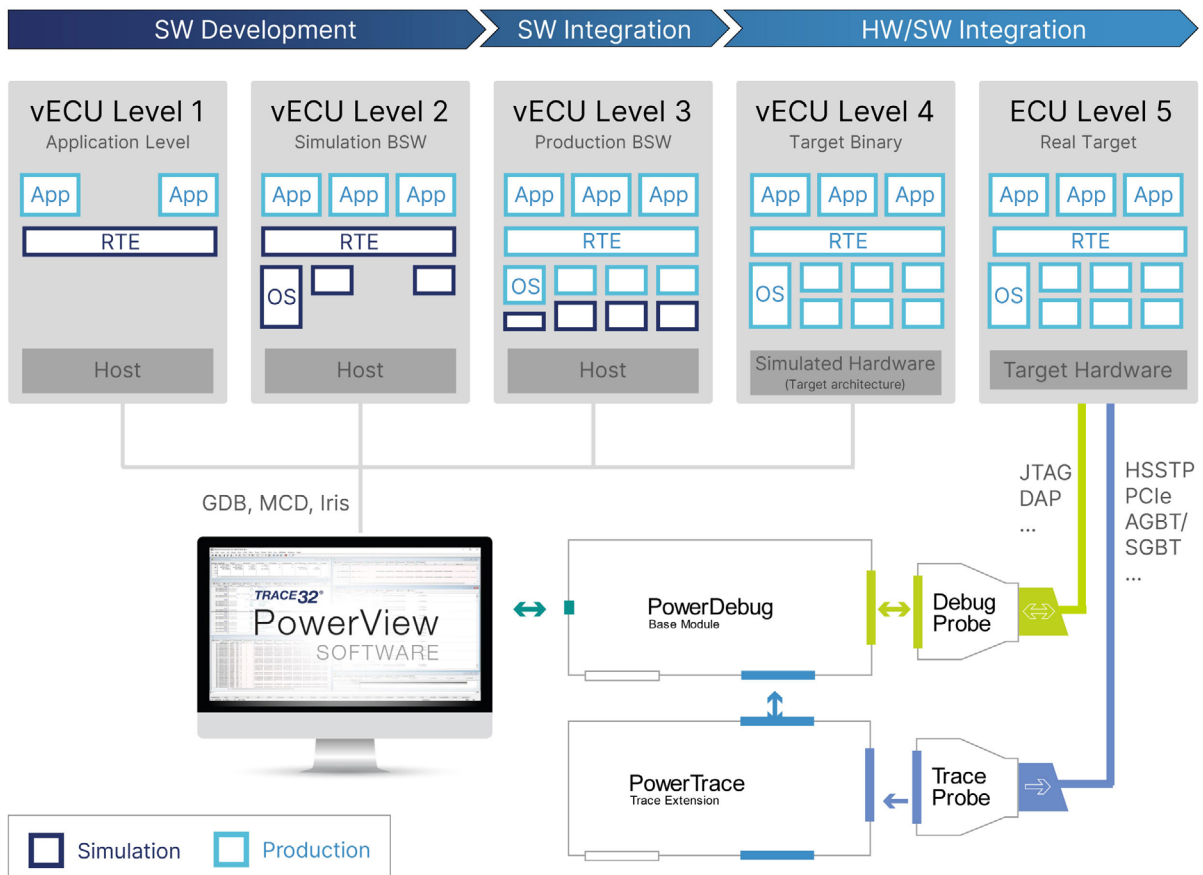 SW Development
SW Integration
HW/SW Integration
vECU Level 1
Application Level
App
App
RTE
Host
vECU Level 2
Simulation BSW
App
App
App
RTE
OS
Host
vECU Level 3
Production BSW
App
App
App
RTE
OS
Host
vECU Level 4
Target Binary
App
App
App
RTE
OS
Simulated Hardware
(Target architecture)
ECU Level 5
Real Target
App
App
App
RTE
OS
Target Hardware
GDB, MCD, Iris
JTAG
DAP
...
HSSTP
PCIe
AGBT/
SGBT
...
TRACE32®
PowerView
SOFTWARE
PowerDebug
Base Module
Debug
Probe
PowerTrace
Trace Extension
Trace
Probe
Simulation
Production